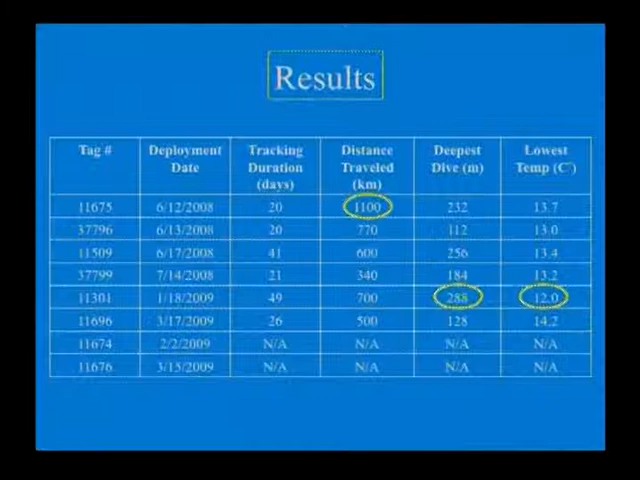 Results
Tag # Deployment Date Tracking Duration (days) Distance Traveled (km) Deepest Dive (m) Lowest Temp (C°)
11675 6/12/2008 20 1100 232 13.7
37796 6/13/2008 20 770 112 13.0
11509 6/17/2008 41 600 256 13.4
37799 7/14/2008 21 340 184 13.2
11301 1/18/2009 49 700 288 12.0
11696 3/17/2009 26 500 128 14.2
11674 2/2/2009 N/A N/A N/A N/A
11676 3/15/2009 N/A N/A N/A N/A